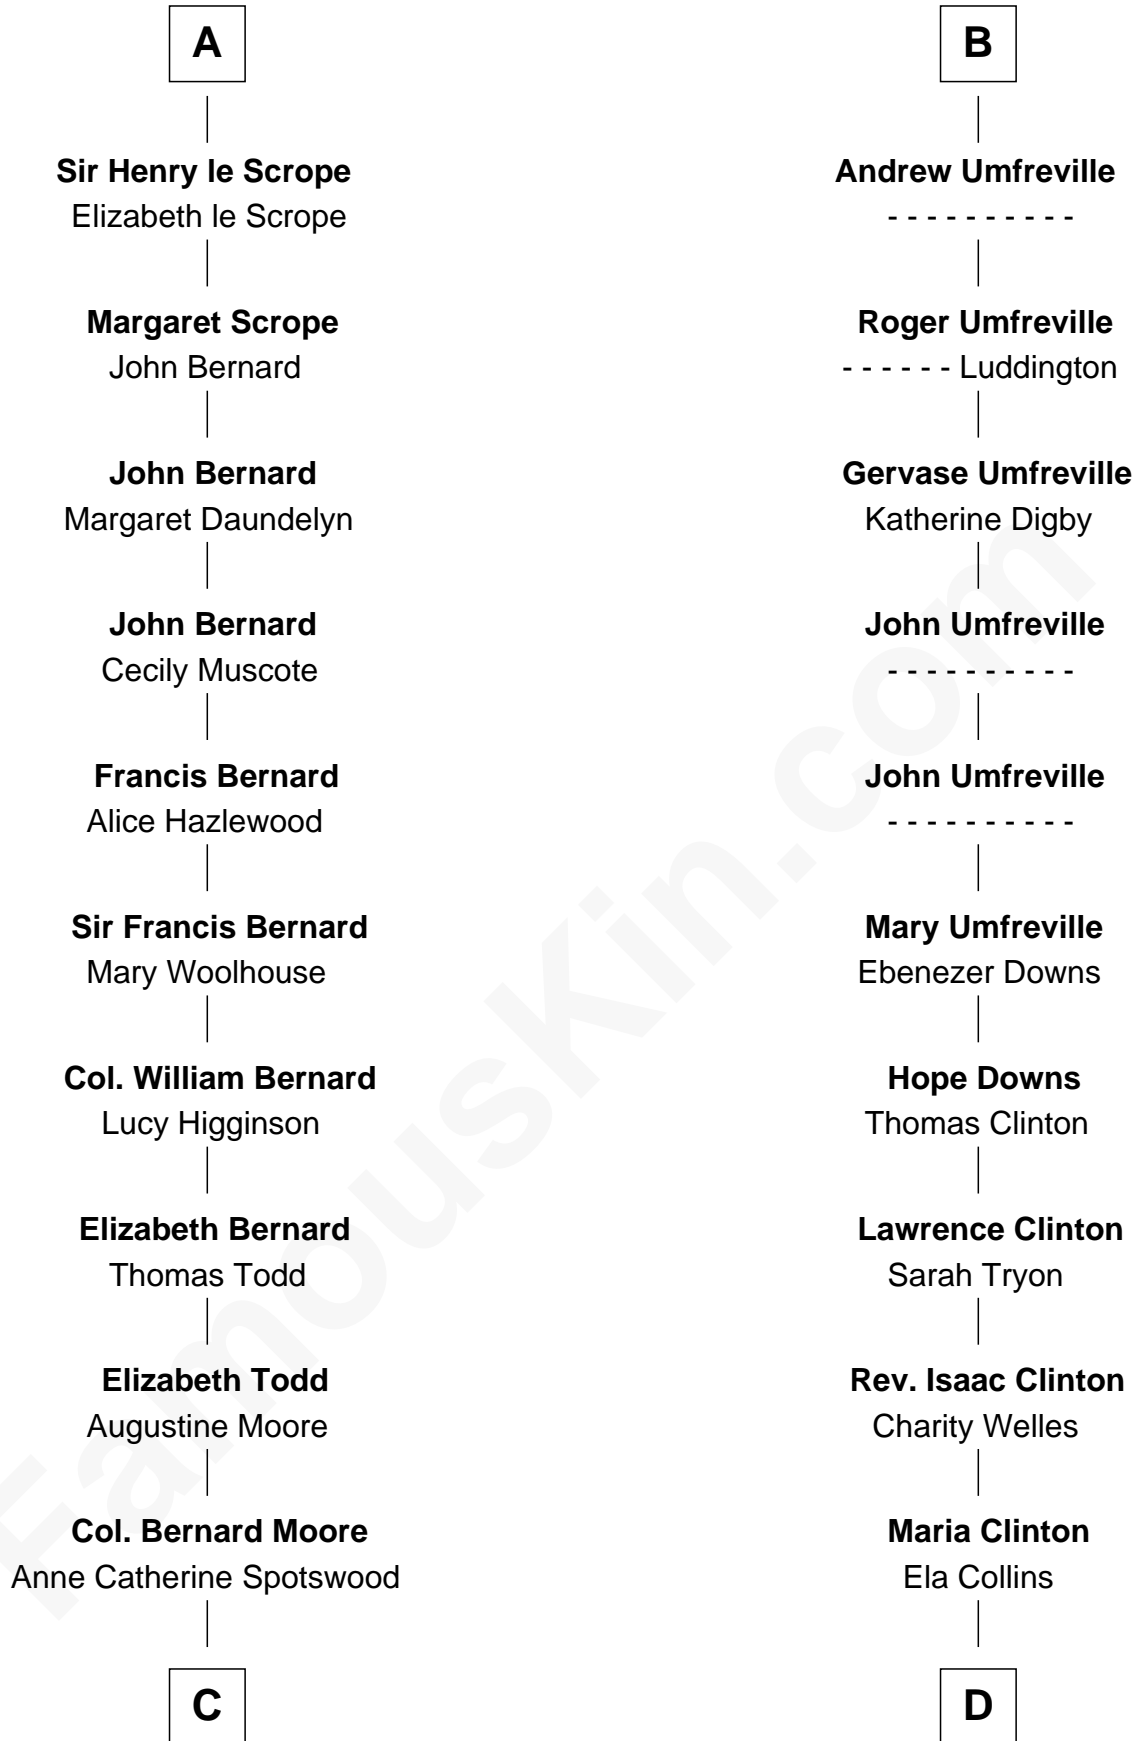 A
Sir Henry le Scrope
Elizabeth le Scrope
Margaret Scrope
John Bernard
John Bernard
Margaret Daundelyn
John Bernard
Cecily Muscote
Francis Bernard
Alice Hazlewood
Sir Francis Bernard
Mary Woolhouse
Col. William Bernard
Lucy Higginson
Elizabeth Bernard
Thomas Todd
Elizabeth Todd
Augustine Moore
Col. Bernard Moore
Anne Catherine Spotswood
C
B
Andrew Umfreville
- - - - - - - - - -
Roger Umfreville
- - - - - - Luddington
Gervase Umfreville
Katherine Digby
John Umfreville
- - - - - - - - - -
John Umfreville
- - - - - - - - - -
Mary Umfreville
Ebenezer Downs
Hope Downs
Thomas Clinton
Lawrence Clinton
Sarah Tryon
Rev. Isaac Clinton
Charity Welles
Maria Clinton
Ela Collins
D
FamousKin.com